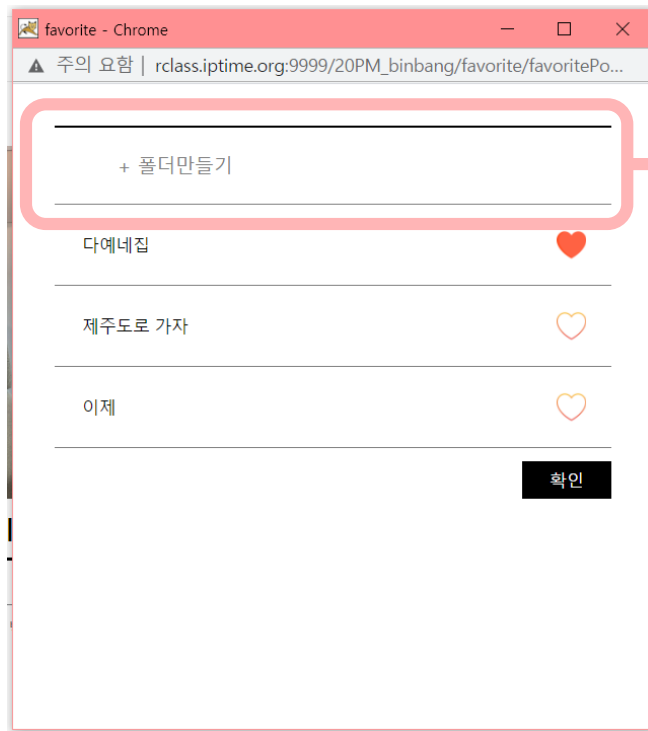 favorite - Chrome
주의 요함 | rclass.iptime.org:9999/20PM_binbang/favorite/favoritePo...
+ 폴더만들기
다예네집
제주도로 가자
이제
확인